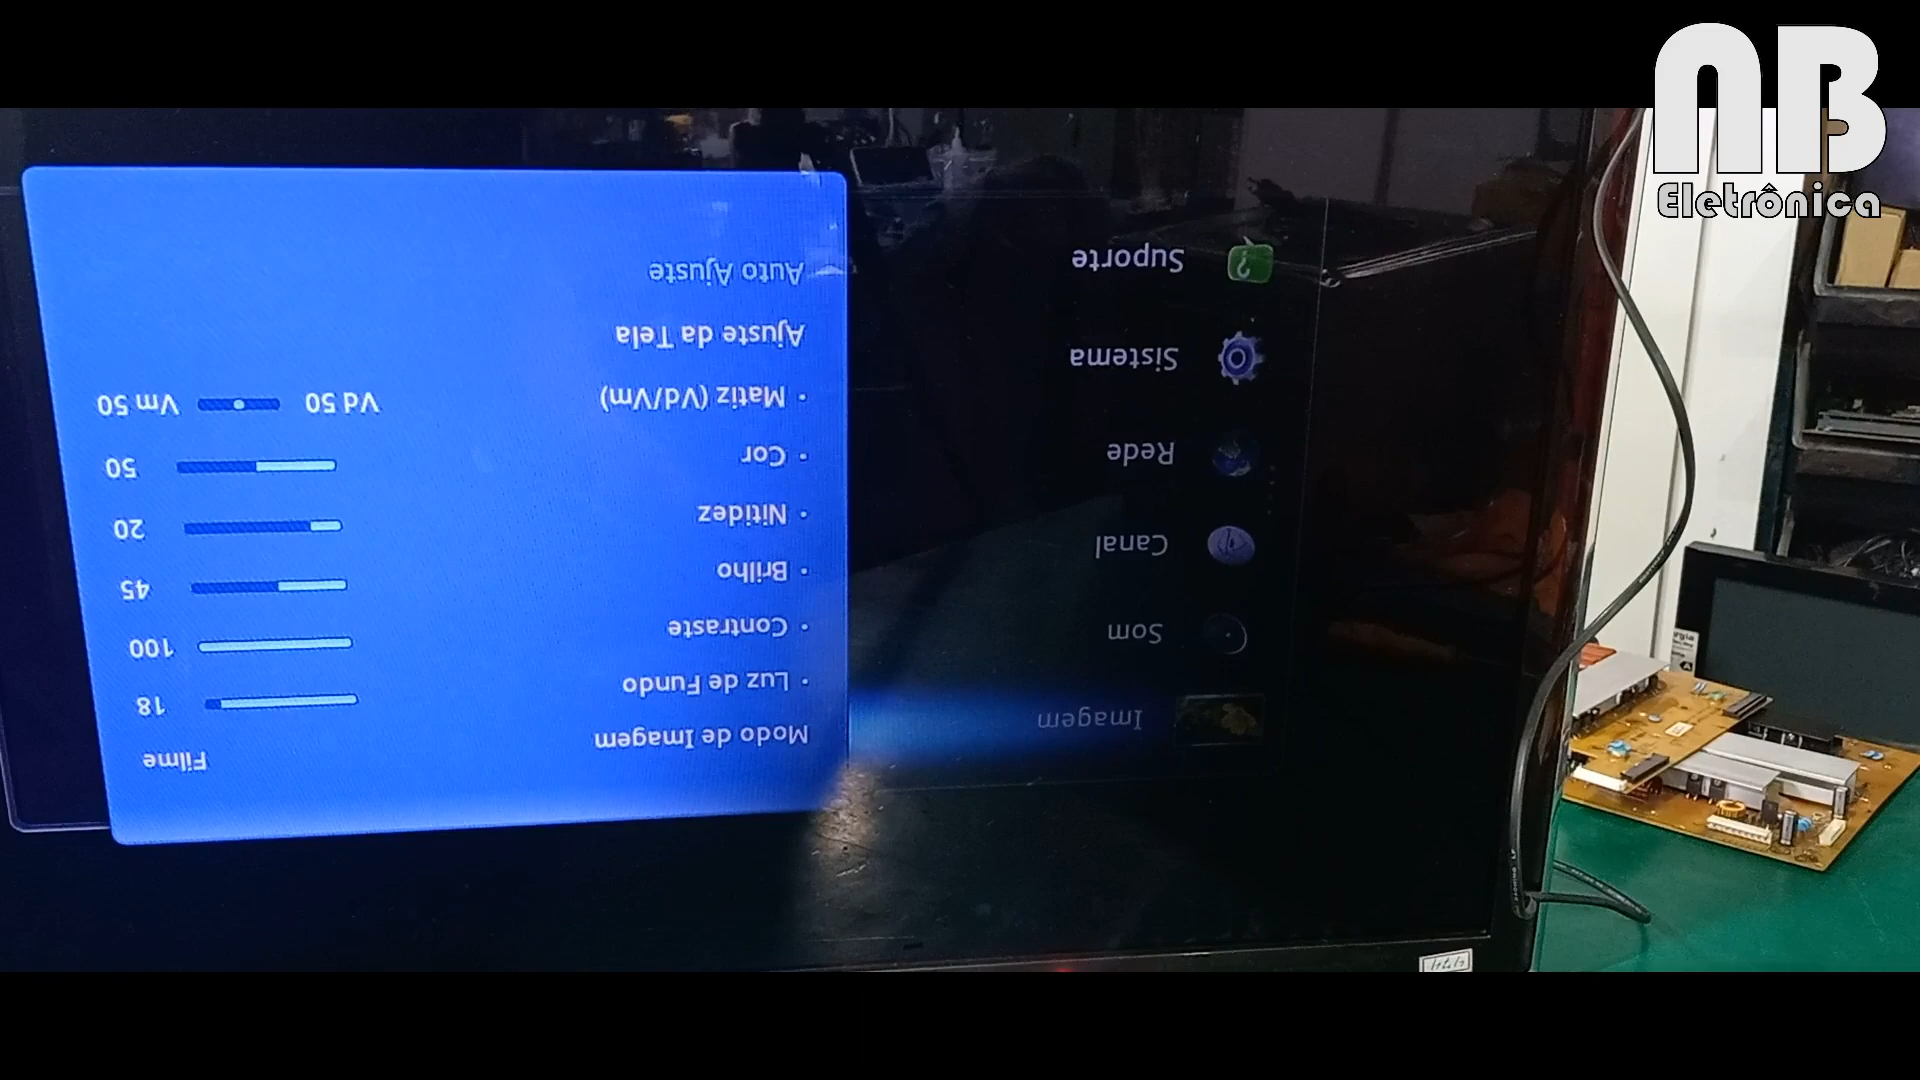 NB
Eletrônica
Imagem
Som
Canal
Rede
Sistema
Suporte
Modo de Imagem Filme
· Luz de Fundo 18
· Contraste 100
· Brilho 45
· Nitidez 20
· Cor 50
· Matiz (Vd/Vm) Vd 50 Vm 50
Ajuste da Tela
Auto Ajuste